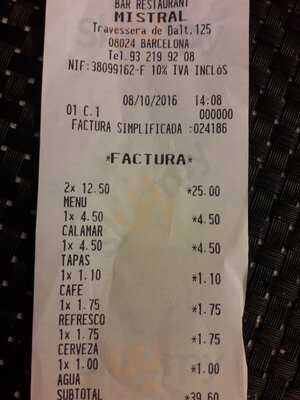 BAR RESTAURANT
MISTRAL
Travessera de Dalt,125
08024 BARCELONA
Tel.93 219 92 08
NIF:38099162-F 10% IVA INCLòS
08/10/2016 14:08
01 C.1 000000
FACTURA SIMPLIFICADA :024186
*FACTURA*
2x 12.50 *25.00
MENU
1x 4.50 *4.50
CALAMAR
1x 4.50 *4.50
TAPAS
1x 1.10 *1.10
CAFE
1x 1.75 *1.75
REFRESCO
1x 1.75 *1.75
CERVEZA
1x 1.00 *1.00
AGUA
SUBTOTAL *39.60